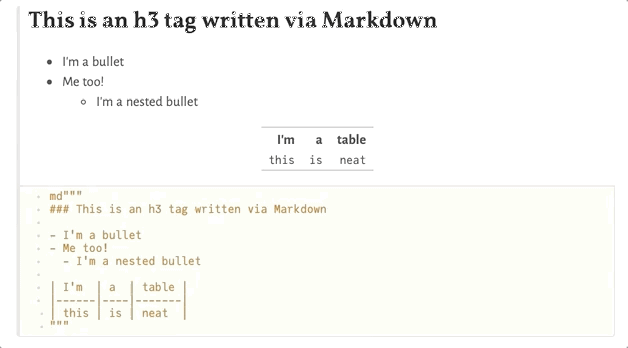 This is an h3 tag written via Markdown
• I'm a bullet
• Me too!
◦ I'm a nested bullet
I'm a table
this is neat
md"""
### This is an h3 tag written via Markdown

- I'm a bullet
- Me too!
  - I'm a nested bullet

| I'm  | a  | table |
|------|----|-------|
| this | is | neat  |
"""